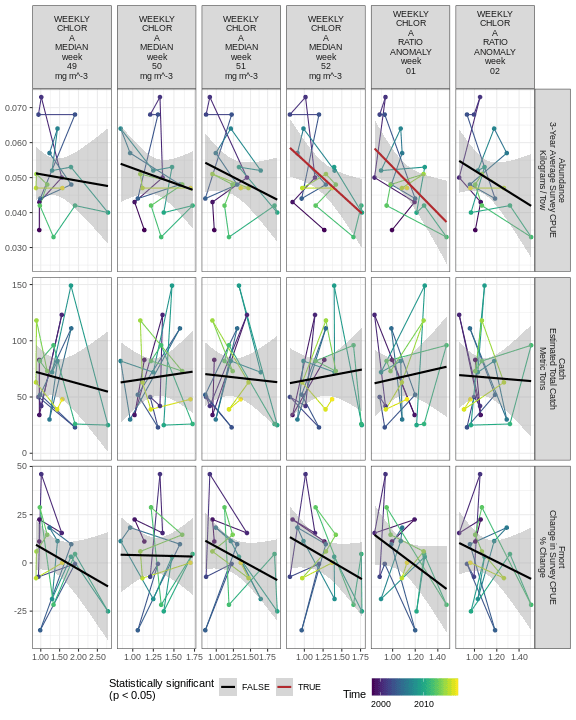 WEEKLY
CHLOR
A
MEDIAN
week
49
mg m^-3
WEEKLY
CHLOR
A
MEDIAN
week
50
mg m^-3
WEEKLY
CHLOR
A
MEDIAN
week
51
mg m^-3
WEEKLY
CHLOR
A
MEDIAN
week
52
mg m^-3
WEEKLY
CHLOR
A
RATIO
ANOMALY
week
01
WEEKLY
CHLOR
A
RATIO
ANOMALY
week
02
0.070
0.060
0.050
0.040
0.030
Abundance
3-Year Average Survey CPUE
Kilograms / Tow
150
100
50
0
Catch
Estimated Total Catch
Metric Tons
50
25
0
-25
Fmort
Change in Survey CPUE
% Change
1.00 1.50 2.00 2.50
1.00 1.25 1.50 1.75
1.00 1.25 1.50 1.75
1.00 1.25 1.50 1.75
1.00 1.20 1.40
1.00 1.20 1.40
Statistically significant
(p < 0.05)
FALSE
TRUE
Time
2000 2010